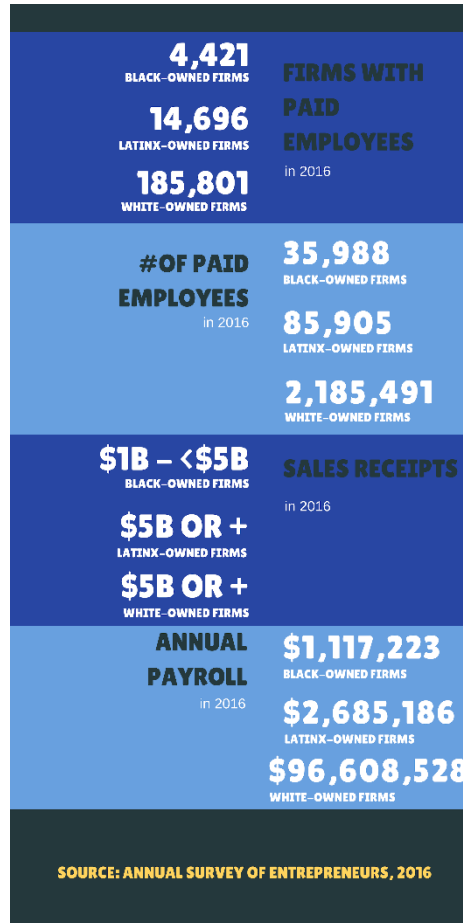 4,421
BLACK-OWNED FIRMS
14,696
LATINX-OWNED FIRMS
185,801
WHITE-OWNED FIRMS
FIRMS WITH
PAID
EMPLOYEES
in 2016
#OF PAID
EMPLOYEES
in 2016
35,988
BLACK-OWNED FIRMS
85,905
LATINX-OWNED FIRMS
2,185,491
WHITE-OWNED FIRMS
$1B – <$5B
BLACK-OWNED FIRMS
$5B OR +
LATINX-OWNED FIRMS
$5B OR +
WHITE-OWNED FIRMS
SALES RECEIPTS
in 2016
ANNUAL
PAYROLL
in 2016
$1,117,223
BLACK-OWNED FIRMS
$2,685,186
LATINX-OWNED FIRMS
$96,608,528
WHITE-OWNED FIRMS
SOURCE: ANNUAL SURVEY OF ENTREPRENEURS, 2016